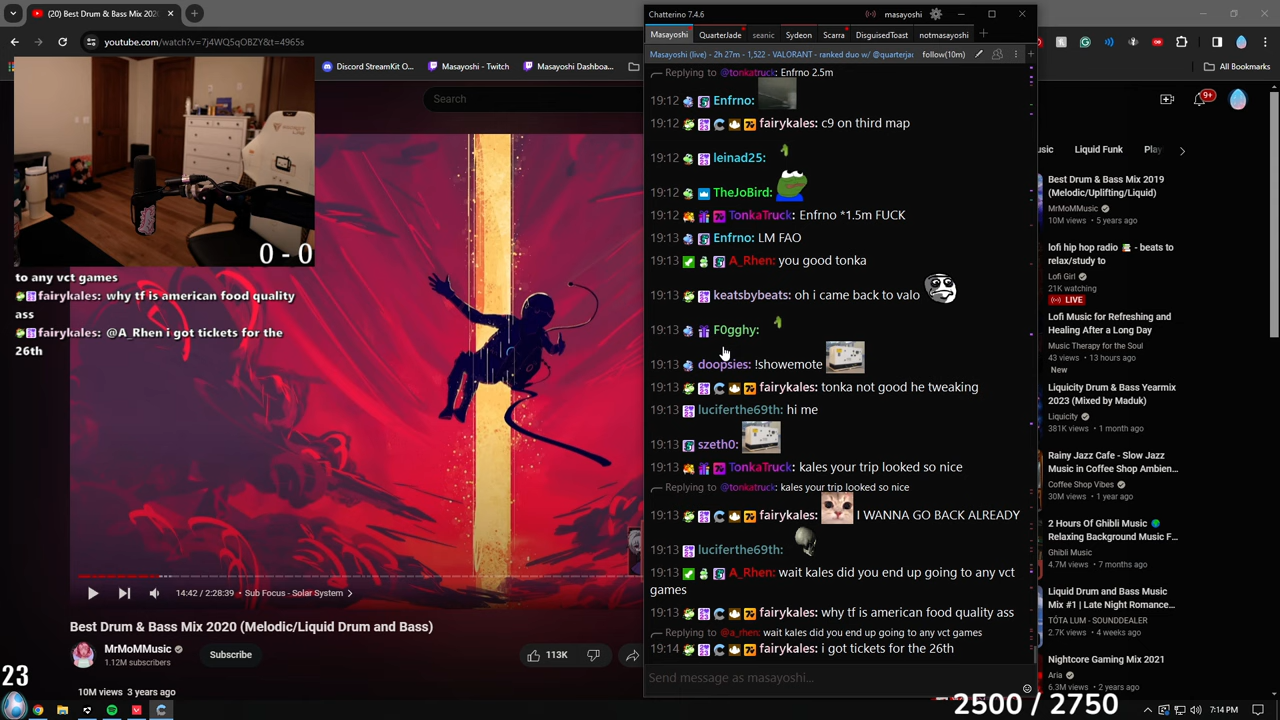 (20) Best Drum & Bass Mix 202
Chatterino 7.4.6
masayoshi
Masayoshi
QuarterJade
seanic
Sydeon
Scarra
DisguisedToast
notmasayoshi
youtube.com/watch?v=7j4WQ5qOBZY&t=4965s
Masayoshi (live) - 2h 27m - 1,522 - VALORANT - ranked duo w/ @quarterjac
follow(10m)
Discord StreamKit O...
Masayoshi - Twitch
Masayoshi Dashboar...
All Bookmarks
Search
9+
Replying to @tonkatruck: Enfrno 2.5m
19:12 Enfrno:
19:12 fairykales: c9 on third map
19:12 leinad25:
19:12 TheJoBird:
19:12 TonkaTruck: Enfrno *1.5m FUCK
19:13 Enfrno: LM FAO
19:13 A_Rhen: you good tonka
19:13 keatsbybeats: oh i came back to valo
19:13 F0gghy:
19:13 doopsies: !showemote
19:13 fairykales: tonka not good he tweaking
19:13 luciferthe69th: hi me
19:13 szeth0:
19:13 TonkaTruck: kales your trip looked so nice
Replying to @tonkatruck: kales your trip looked so nice
19:13 fairykales: I WANNA GO BACK ALREADY
19:13 luciferthe69th:
19:13 A_Rhen: wait kales did you end up going to any vct
games
19:13 fairykales: why tf is american food quality ass
Replying to @a_rhen: wait kales did you end up going to any vct games
19:14 fairykales: i got tickets for the 26th
Send message as masayoshi...
0 - 0
to any vct games
fairykales: why tf is american food quality
ass
fairykales: @A_Rhen i got tickets for the
26th
14:42 / 2:28:39 • Sub Focus - Solar System
Best Drum & Bass Mix 2020 (Melodic/Liquid Drum and Bass)
MrMoMMusic
1.12M subscribers
Subscribe
113K
10M views 3 years ago
23
usic
Liquid Funk
Play
Best Drum & Bass Mix 2019
(Melodic/Uplifting/Liquid)
MrMoMMusic
10M views • 5 years ago
lofi hip hop radio - beats to
relax/study to
Lofi Girl
21K watching
LIVE
Lofi Music for Refreshing and
Healing After a Long Day
Music Therapy for the Soul
43 views • 13 hours ago
New
Liquicity Drum & Bass Yearmix
2023 (Mixed by Maduk)
Liquicity
381K views • 1 month ago
Rainy Jazz Cafe - Slow Jazz
Music in Coffee Shop Ambien...
Coffee Shop Vibes
30M views • 1 year ago
2 Hours Of Ghibli Music
Relaxing Background Music F...
Ghibli Music
4.7M views • 7 months ago
Liquid Drum and Bass Music
Mix #1 | Late Night Romance...
TÓTA LUM - SOUNDDEALER
2.7K views • 4 weeks ago
Nightcore Gaming Mix 2021
Aria
6.3M views • 2 years ago
2500 / 2750
7:14 PM